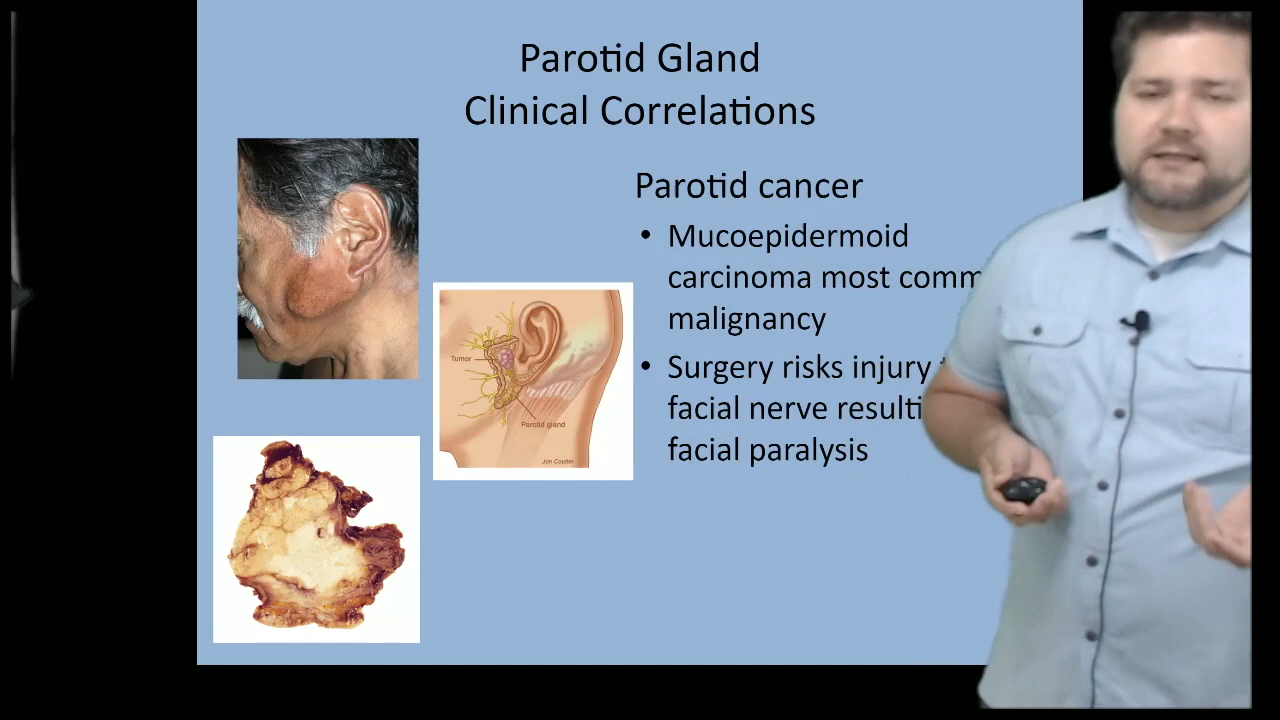 Parotid Gland
Clinical Correlations
Parotid cancer
• Mucoepidermoid
carcinoma most comm
malignancy
• Surgery risks injury
facial nerve resulti
facial paralysis
Tumor
Parotid gland
Jon Coulter